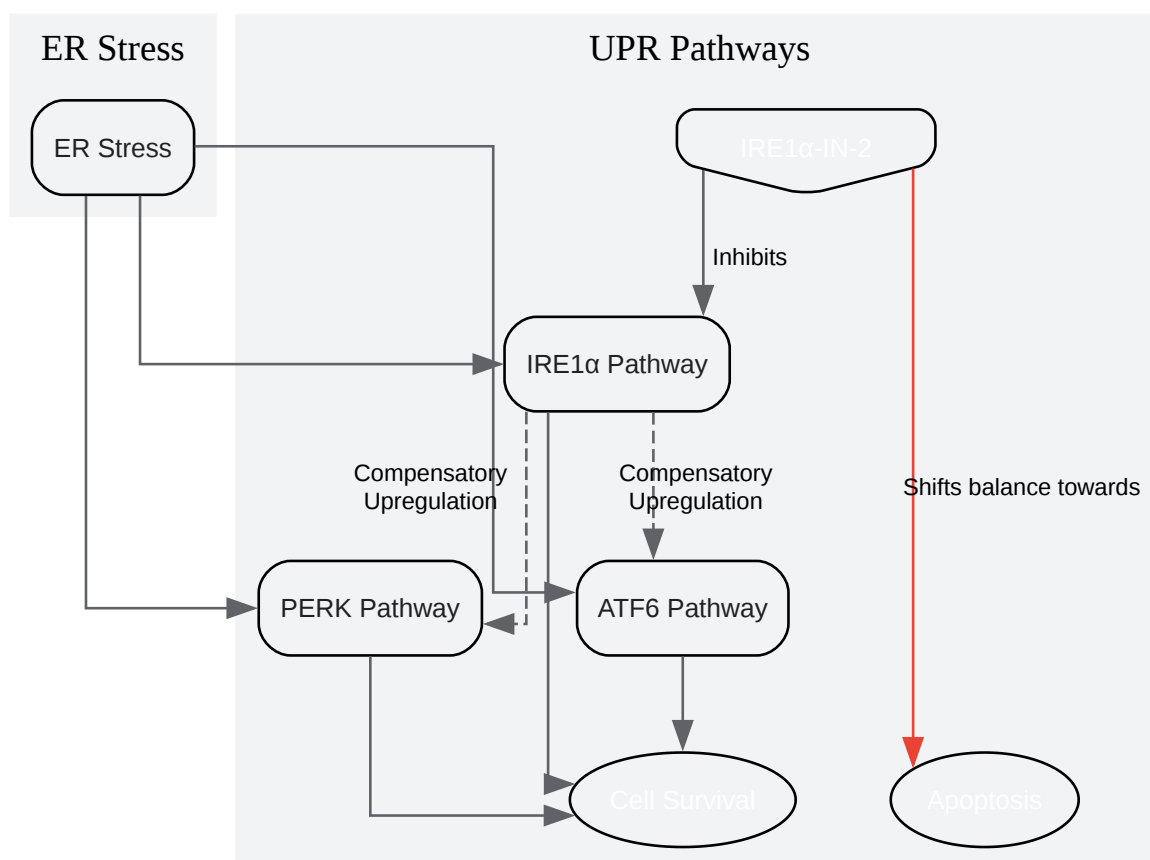 ER Stress
UPR Pathways
ER Stress
IRE1α-IN-2
Inhibits
IRE1α Pathway
Compensatory
Upregulation
Compensatory
Upregulation
Shifts balance towards
PERK Pathway
ATF6 Pathway
Cell Survival
Apoptosis